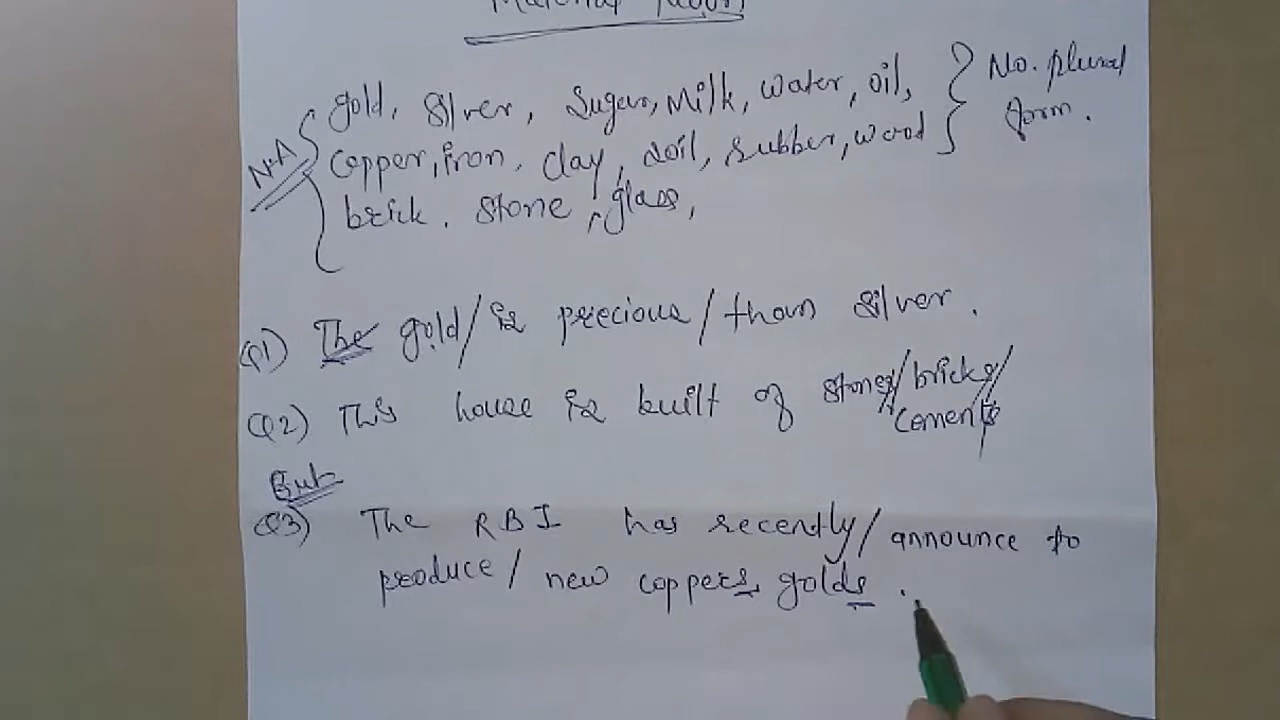 Material Noun
gold, Silver, Sugar, Milk, water, oil, } No. plural
N.A { Copper, iron, clay, soil, rubber, wood } form.
brick. Stone, glass,
Q1) The gold/is precious/than silver.
Q2) This house is built of stones/bricks/
cements
But
Q3) The RBI has recently/announce to
produce/new coppers, golds.